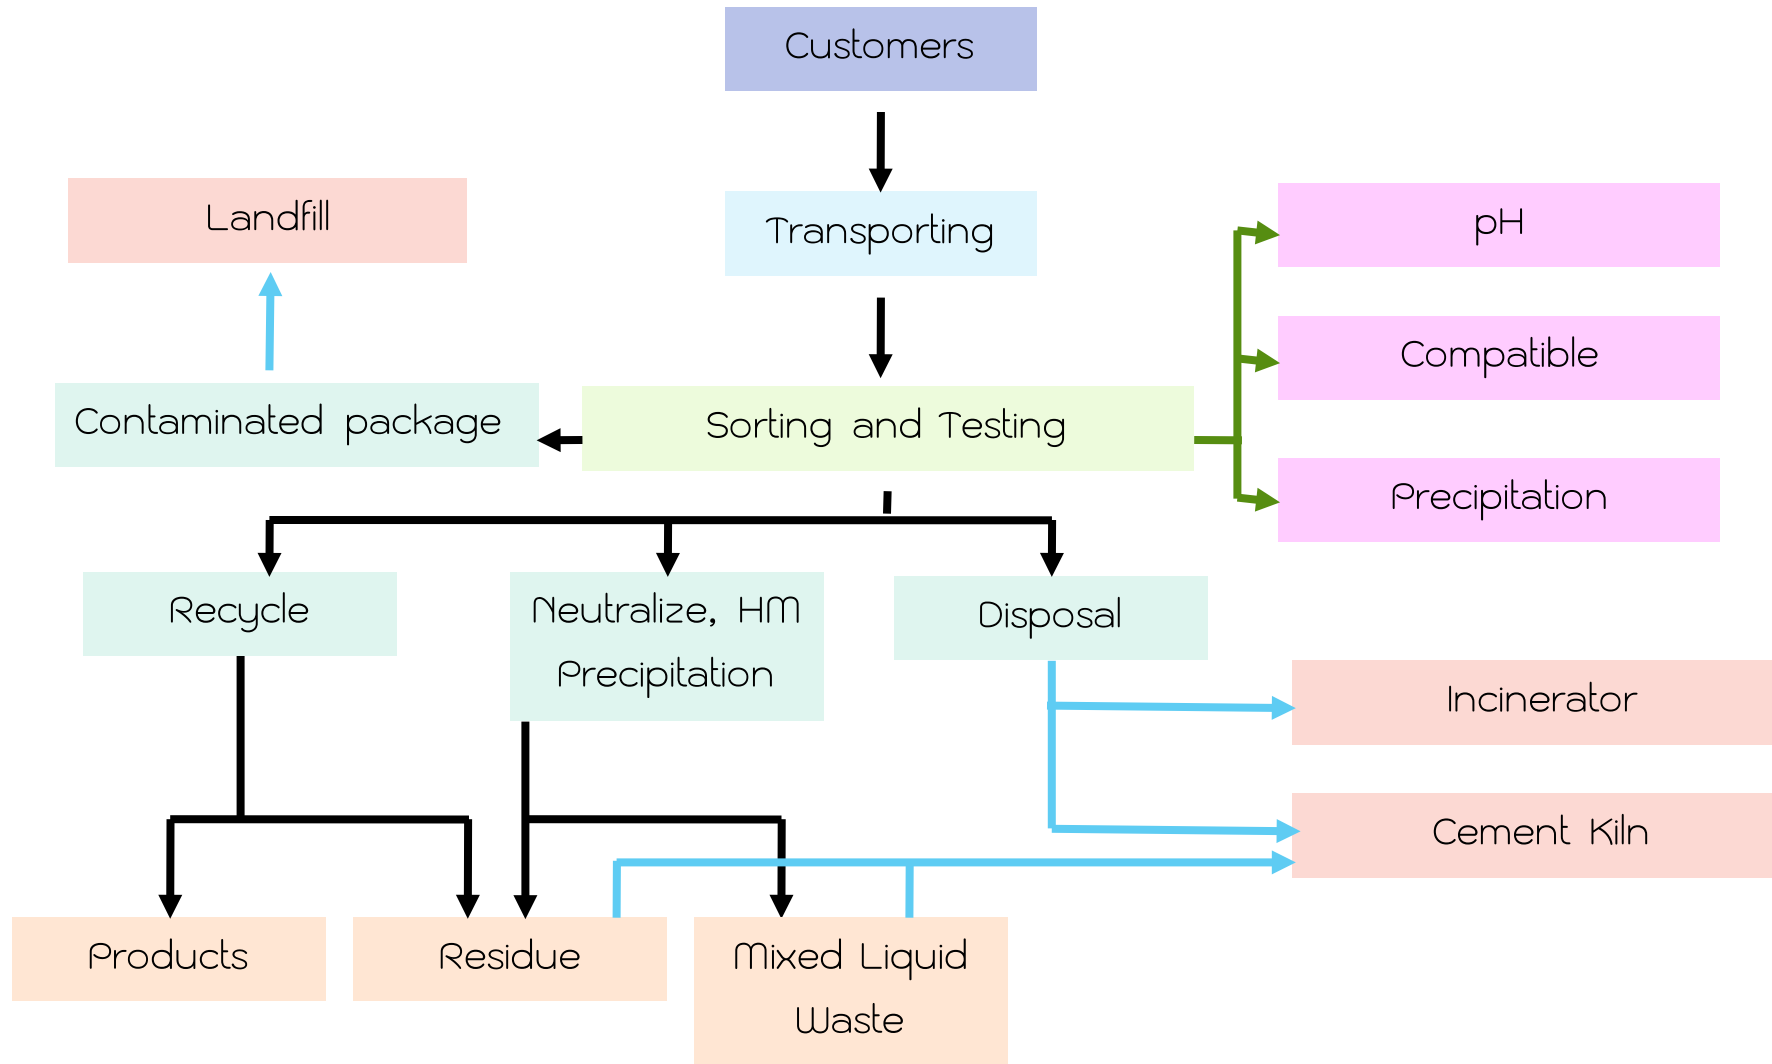 Customers
Landfill
Transporting
pH
Compatible
Contaminated package
Sorting and Testing
Precipitation
Recycle
Neutralize, HM
Precipitation
Disposal
Incinerator
Cement Kiln
Products
Residue
Mixed Liquid
Waste